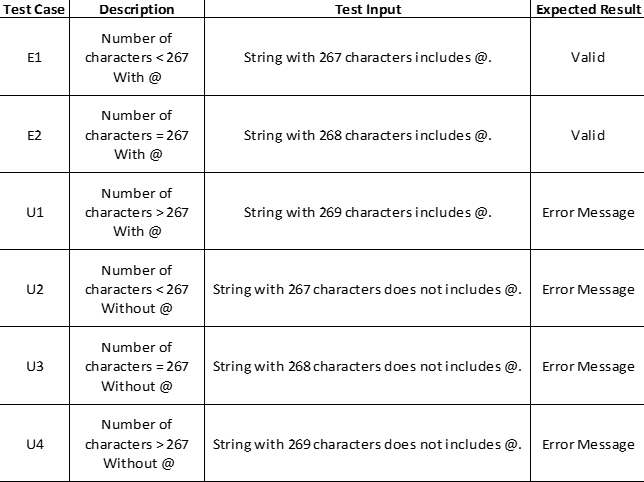 Test Case Description Test Input Expected Result
Number of
E1 characters < 267 String with 267 characters includes @. Valid
With @
Number of
E2 characters = 267 String with 268 characters includes @. Valid
With @
Number of
U1 characters > 267 String with 269 characters includes @. Error Message
With @
Number of
U2 characters < 267 String with 267 characters does not includes @. Error Message
Without @
Number of
U3 characters = 267 String with 268 characters does not includes @. Error Message
Without @
Number of
U4 characters > 267 String with 269 characters does not includes @. Error Message
Without @